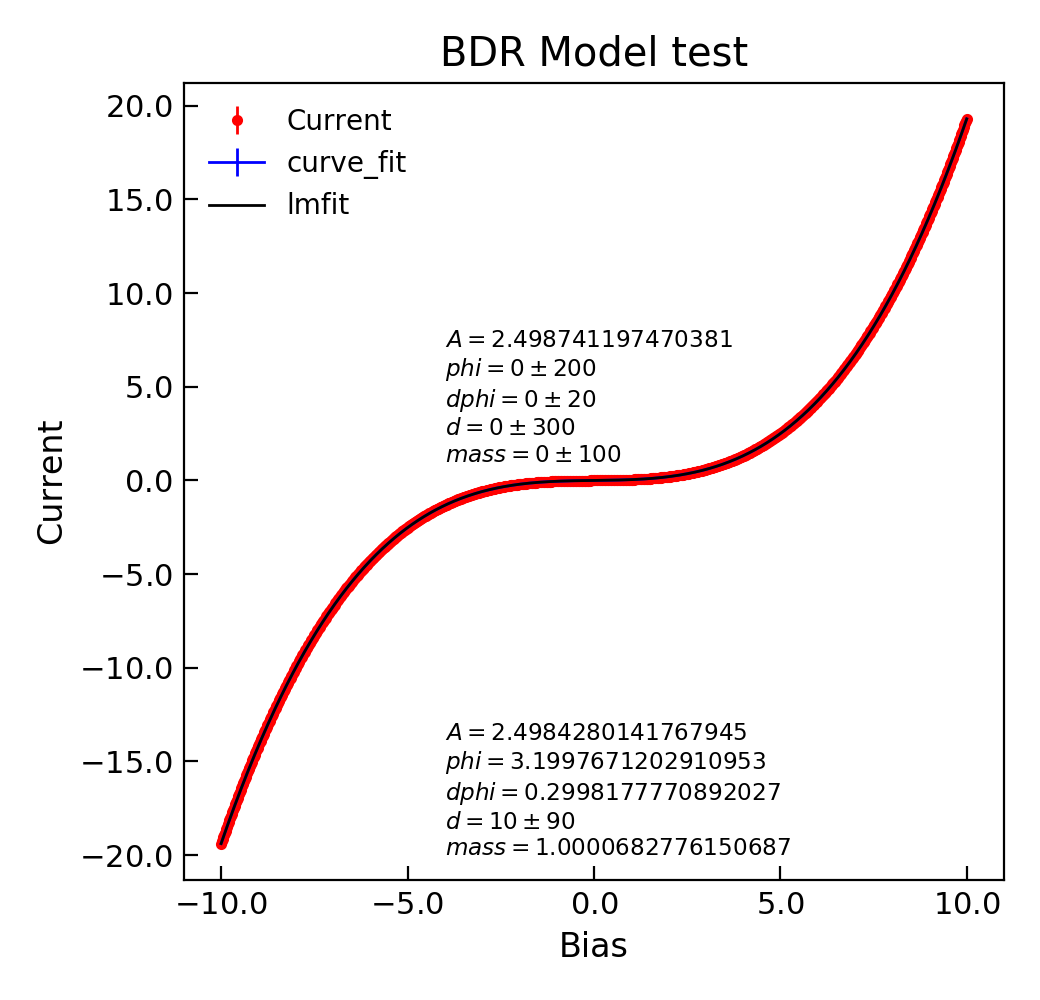 BDR Model test
20.0
15.0
10.0
5.0
0.0
−5.0
−10.0
−15.0
−20.0
Current
Current
curve_fit
lmfit
A = 2.498741197470381
phi = 0 ± 200
dphi = 0 ± 20
d = 0 ± 300
mass = 0 ± 100
A = 2.4984280141767945
phi = 3.1997671202910953
dphi = 0.2998177770892027
d = 10 ± 90
mass = 1.0000682776150687
−10.0 −5.0 0.0 5.0 10.0
Bias